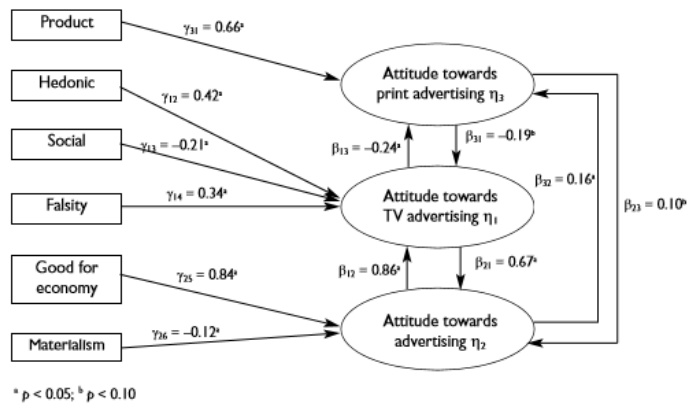 Product
γ31 = 0.66ᵃ
Hedonic
γ12 = 0.42ᵃ
Social
γ13 = –0.21ᵃ
Falsity
γ14 = 0.34ᵃ
Good for
economy
γ25 = 0.84ᵃ
Materialism
γ26 = –0.12ᵃ
Attitude towards
print advertising η3
β13 = –0.24ᵃ
β31 = –0.19ᵇ
Attitude towards
TV advertising η1
β12 = 0.86ᵃ
β21 = 0.67ᵃ
Attitude towards
advertising η2
β32 = 0.16ᵃ
β23 = 0.10ᵇ
ᵃ p < 0.05; ᵇ p < 0.10